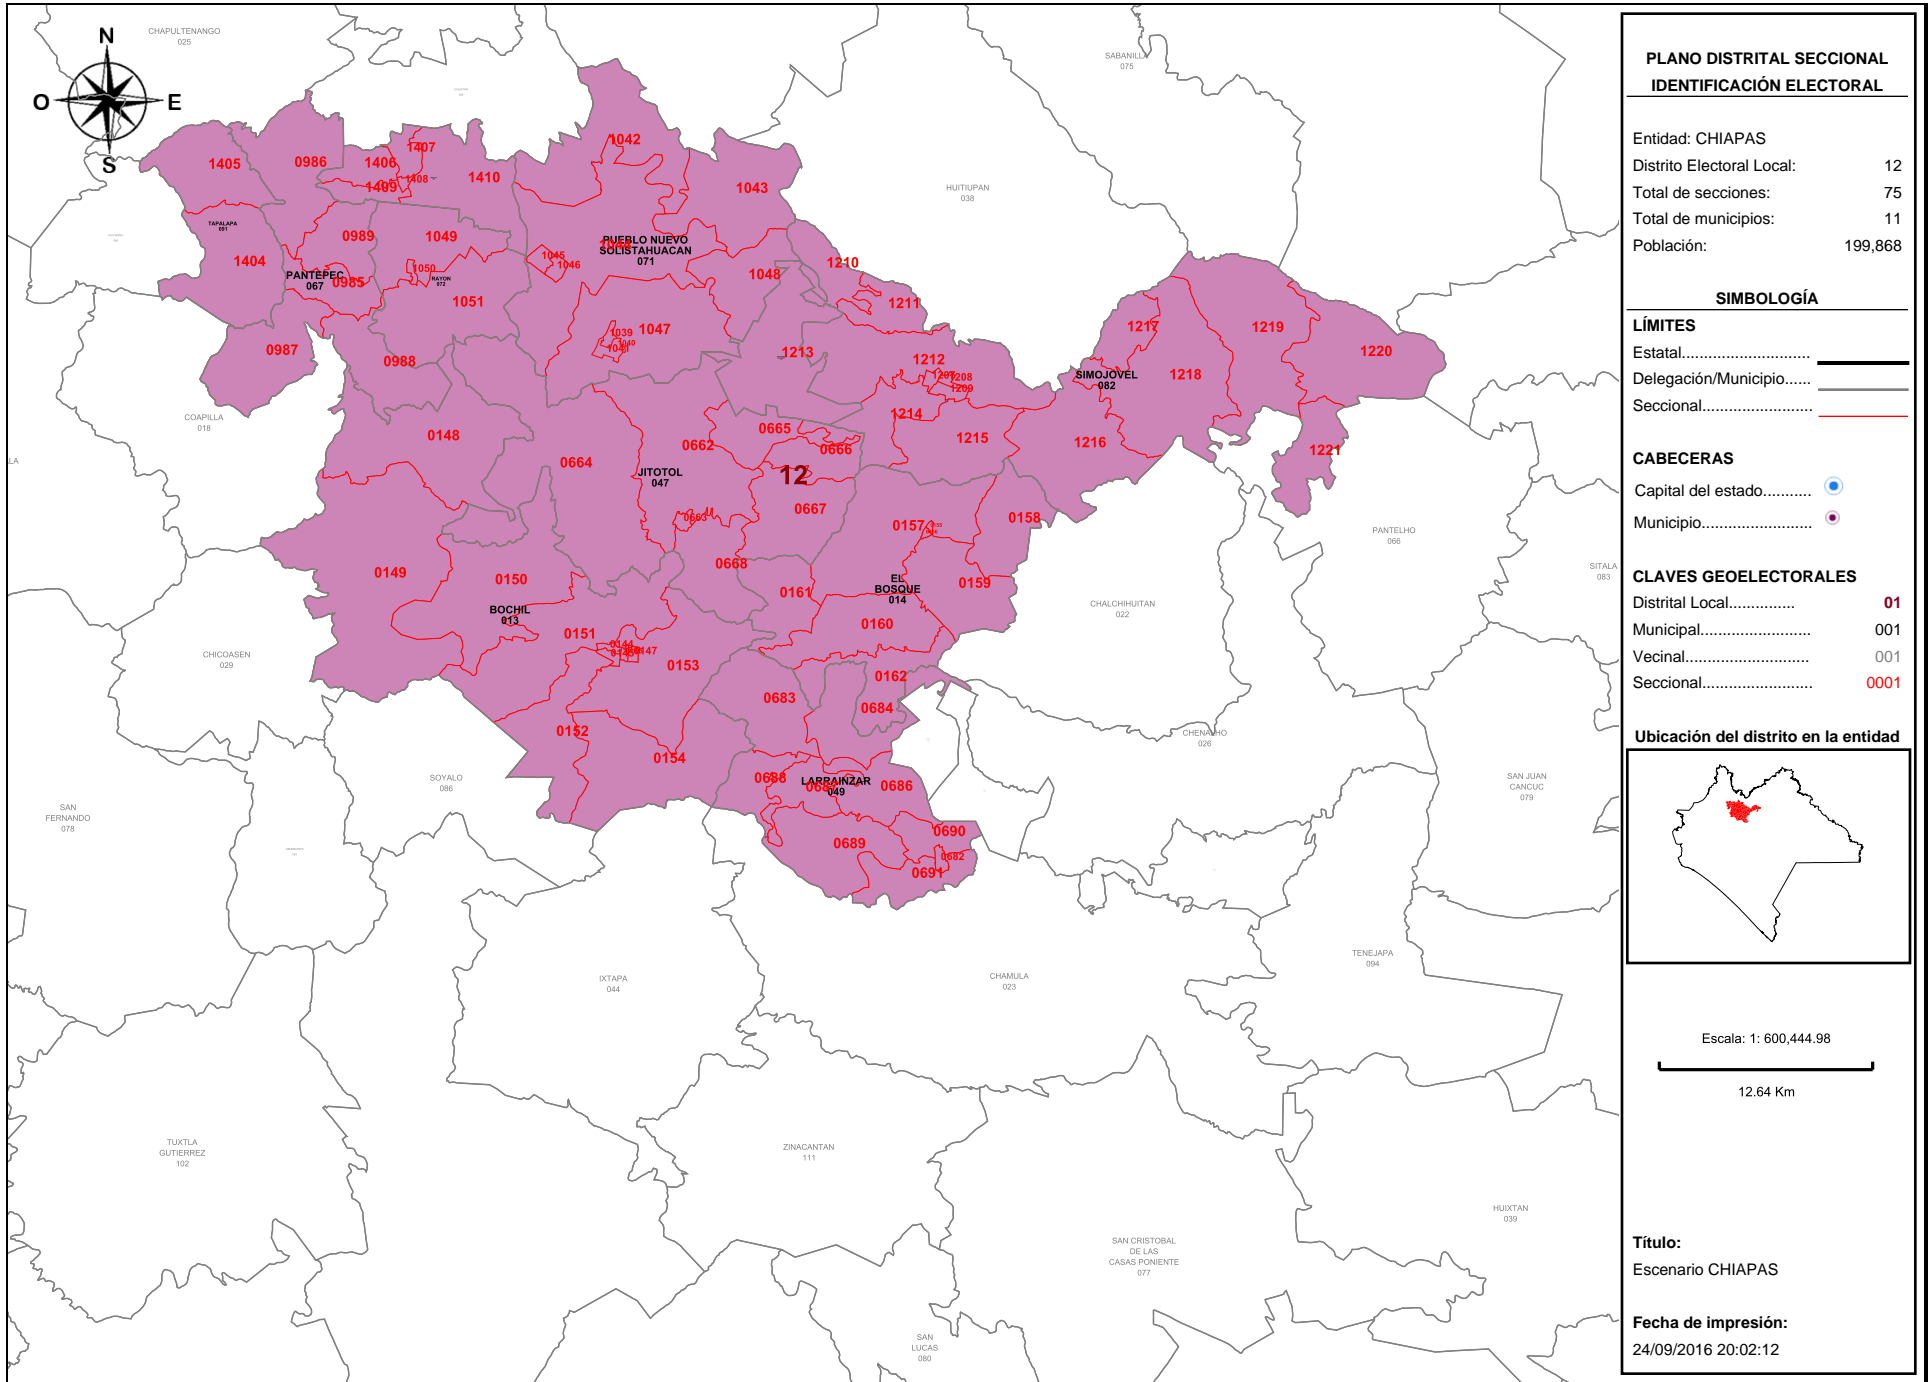 PLANO DISTRITAL SECCIONAL
IDENTIFICACIÓN ELECTORAL
Entidad: CHIAPAS
Distrito Electoral Local: 12
Total de secciones: 75
Total de municipios: 11
Población: 199,868
SIMBOLOGÍA
LÍMITES
Estatal............................
Delegación/Municipio......
Seccional.........................
CABECERAS
Capital del estado...........
Municipio.........................
CLAVES GEOELECTORALES
Distrital Local............... 01
Municipal......................... 001
Vecinal............................ 001
Seccional......................... 0001
Ubicación del distrito en la entidad
Escala: 1: 600,444.98
12.64 Km
Título:
Escenario CHIAPAS
Fecha de impresión:
24/09/2016 20:02:12
N
O
E
S
CHAPULTENANGO
025
SABANILLA
075
HUITIUPAN
038
COAPILLA
018
LA
CHICOASEN
029
SAN
FERNANDO
078
SOYALO
086
IXTAPA
044
CHAMULA
023
TUXTLA
GUTIERREZ
102
ZINACANTAN
111
SAN CRISTOBAL
DE LAS
CASAS PONIENTE
077
SAN
LUCAS
080
HUIXTAN
039
TENEJAPA
094
SAN JUAN
CANCUC
079
CHENALHO
026
CHALCHIHUITAN
022
PANTELHO
066
SITALA
083
TAPALAPA
091
PANTEPEC
067
RAYON
072
PUEBLO NUEVO
SOLISTAHUACAN
071
JITOTOL
047
12
SIMOJOVEL
082
EL
BOSQUE
014
BOCHIL
013
LARRAINZAR
049
1405
0986
1406
1407
1408
1409
1410
1042
1043
1404
0989
1049
1050
0985
1051
1044
1045
1046
1048
1210
1211
0987
0988
1047
1039
1040
1041
1213
1212
1207
1208
1209
1217
1219
1220
1218
1214
1215
1216
1221
0148
0664
0662
0665
0666
0667
0663
0157
0158
0149
0150
0668
0161
0159
0160
0151
0144
0147
0153
0162
0683
0684
0152
0154
0688
0686
0689
0690
0682
0691